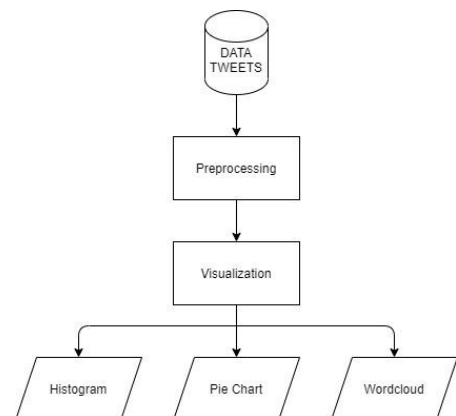 DATA
TWEETS
Preprocessing
Visualization
Histogram
Pie Chart
Wordcloud